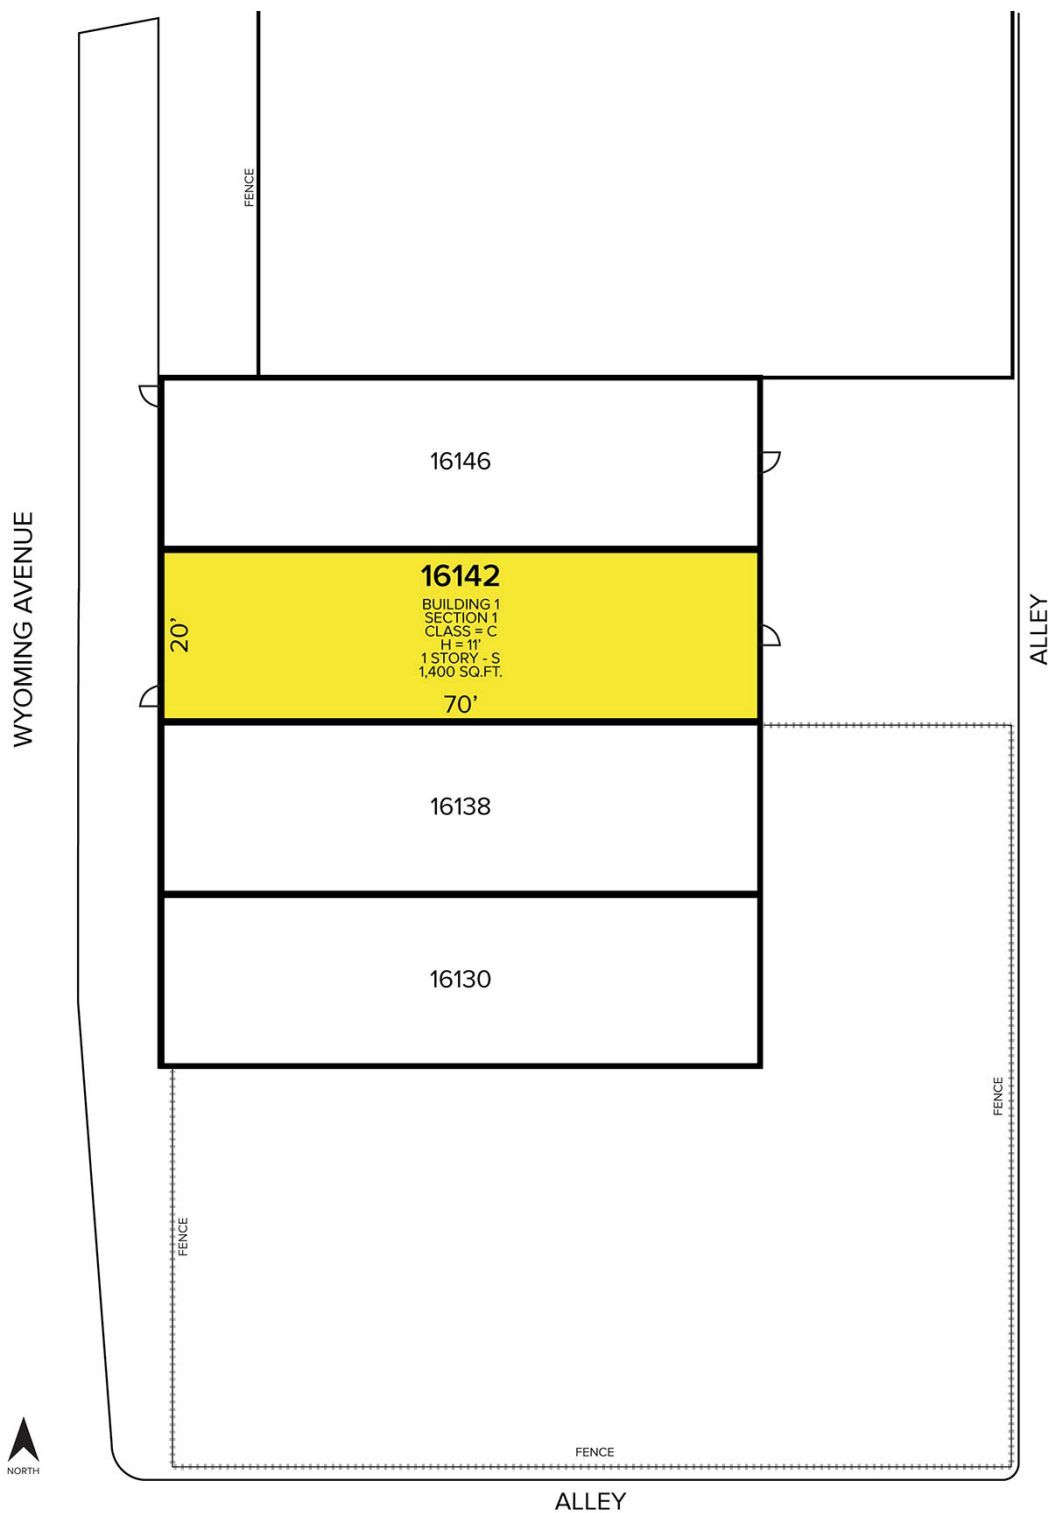 FENCE
16146
WYOMING AVENUE
16142
BUILDING 1
SECTION 1
CLASS = C
H = 11'
1 STORY - S
1,400 SQ.FT.
20'
70'
ALLEY
16138
16130
FENCE
FENCE
FENCE
NORTH
ALLEY